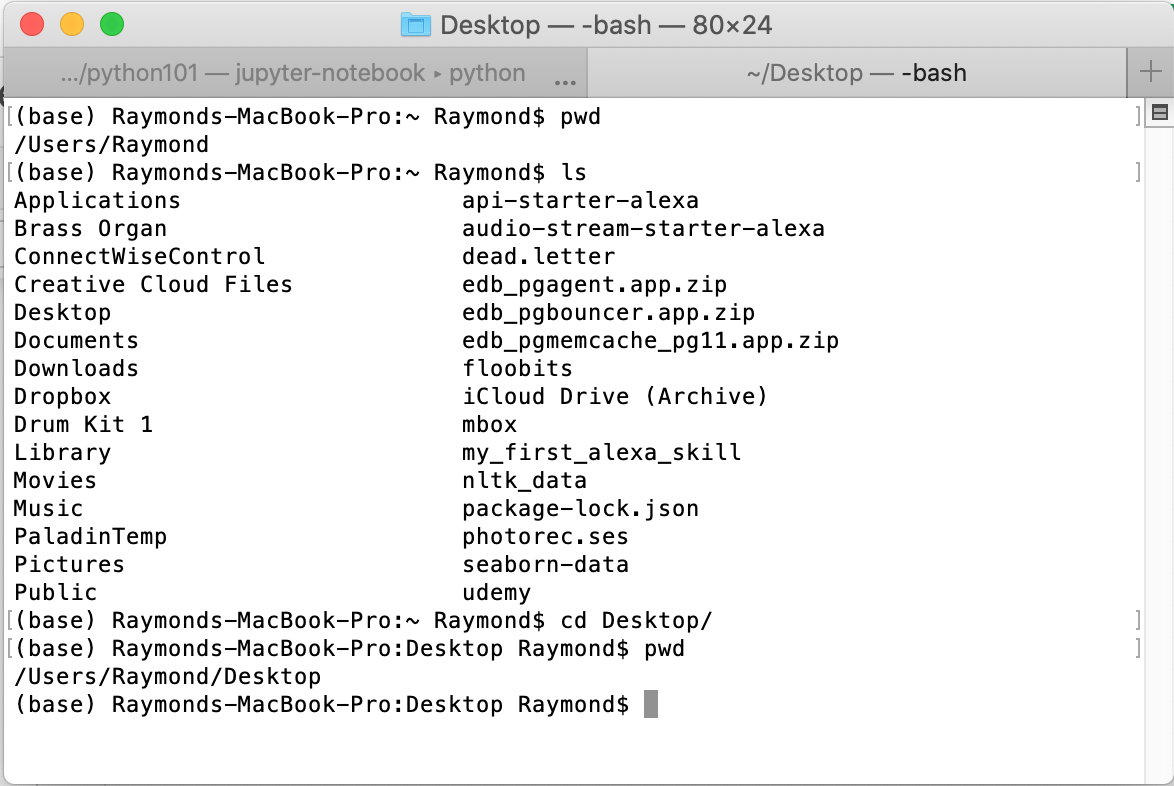 Desktop — -bash — 80×24
.../python101 — jupyter-notebook ▸ python ... ~/Desktop — -bash +
[(base) Raymonds-MacBook-Pro:~ Raymond$ pwd ]
/Users/Raymond
[(base) Raymonds-MacBook-Pro:~ Raymond$ ls ]
Applications api-starter-alexa
Brass Organ audio-stream-starter-alexa
ConnectWiseControl dead.letter
Creative Cloud Files edb_pgagent.app.zip
Desktop edb_pgbouncer.app.zip
Documents edb_pgmemcache_pg11.app.zip
Downloads floobits
Dropbox iCloud Drive (Archive)
Drum Kit 1 mbox
Library my_first_alexa_skill
Movies nltk_data
Music package-lock.json
PaladinTemp photorec.ses
Pictures seaborn-data
Public udemy
[(base) Raymonds-MacBook-Pro:~ Raymond$ cd Desktop/ ]
[(base) Raymonds-MacBook-Pro:Desktop Raymond$ pwd ]
/Users/Raymond/Desktop
(base) Raymonds-MacBook-Pro:Desktop Raymond$